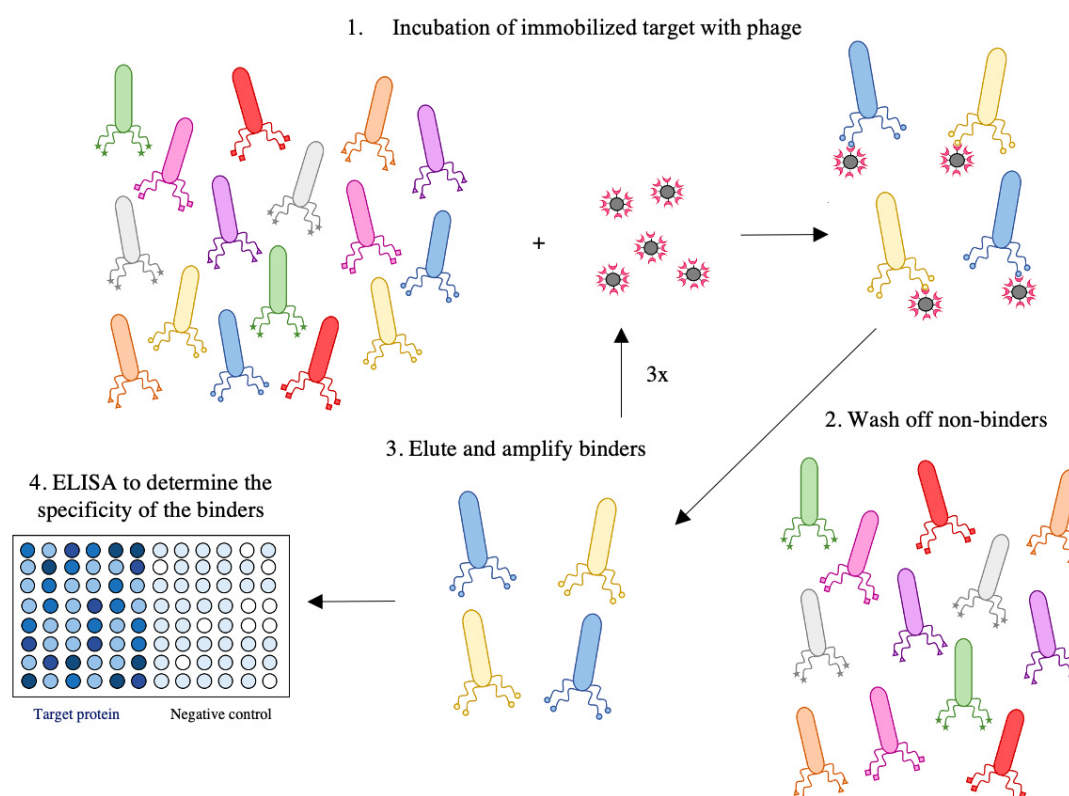 1. Incubation of immobilized target with phage
+
3x
2. Wash off non-binders
3. Elute and amplify binders
4. ELISA to determine the
specificity of the binders
Target protein
Negative control